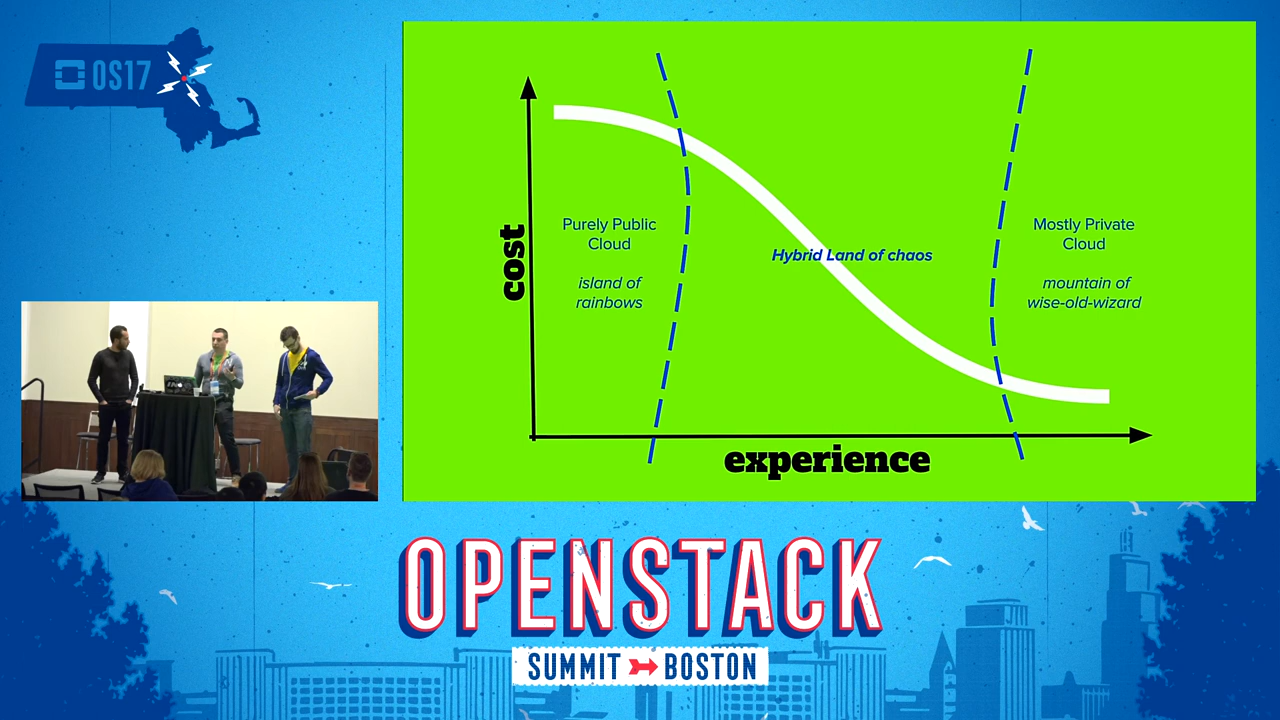 OS17
cost
Purely Public
Cloud
island of
rainbows
Hybrid Land of chaos
Mostly Private
Cloud
mountain of
wise-old-wizard
experience
OPENSTACK
SUMMIT BOSTON